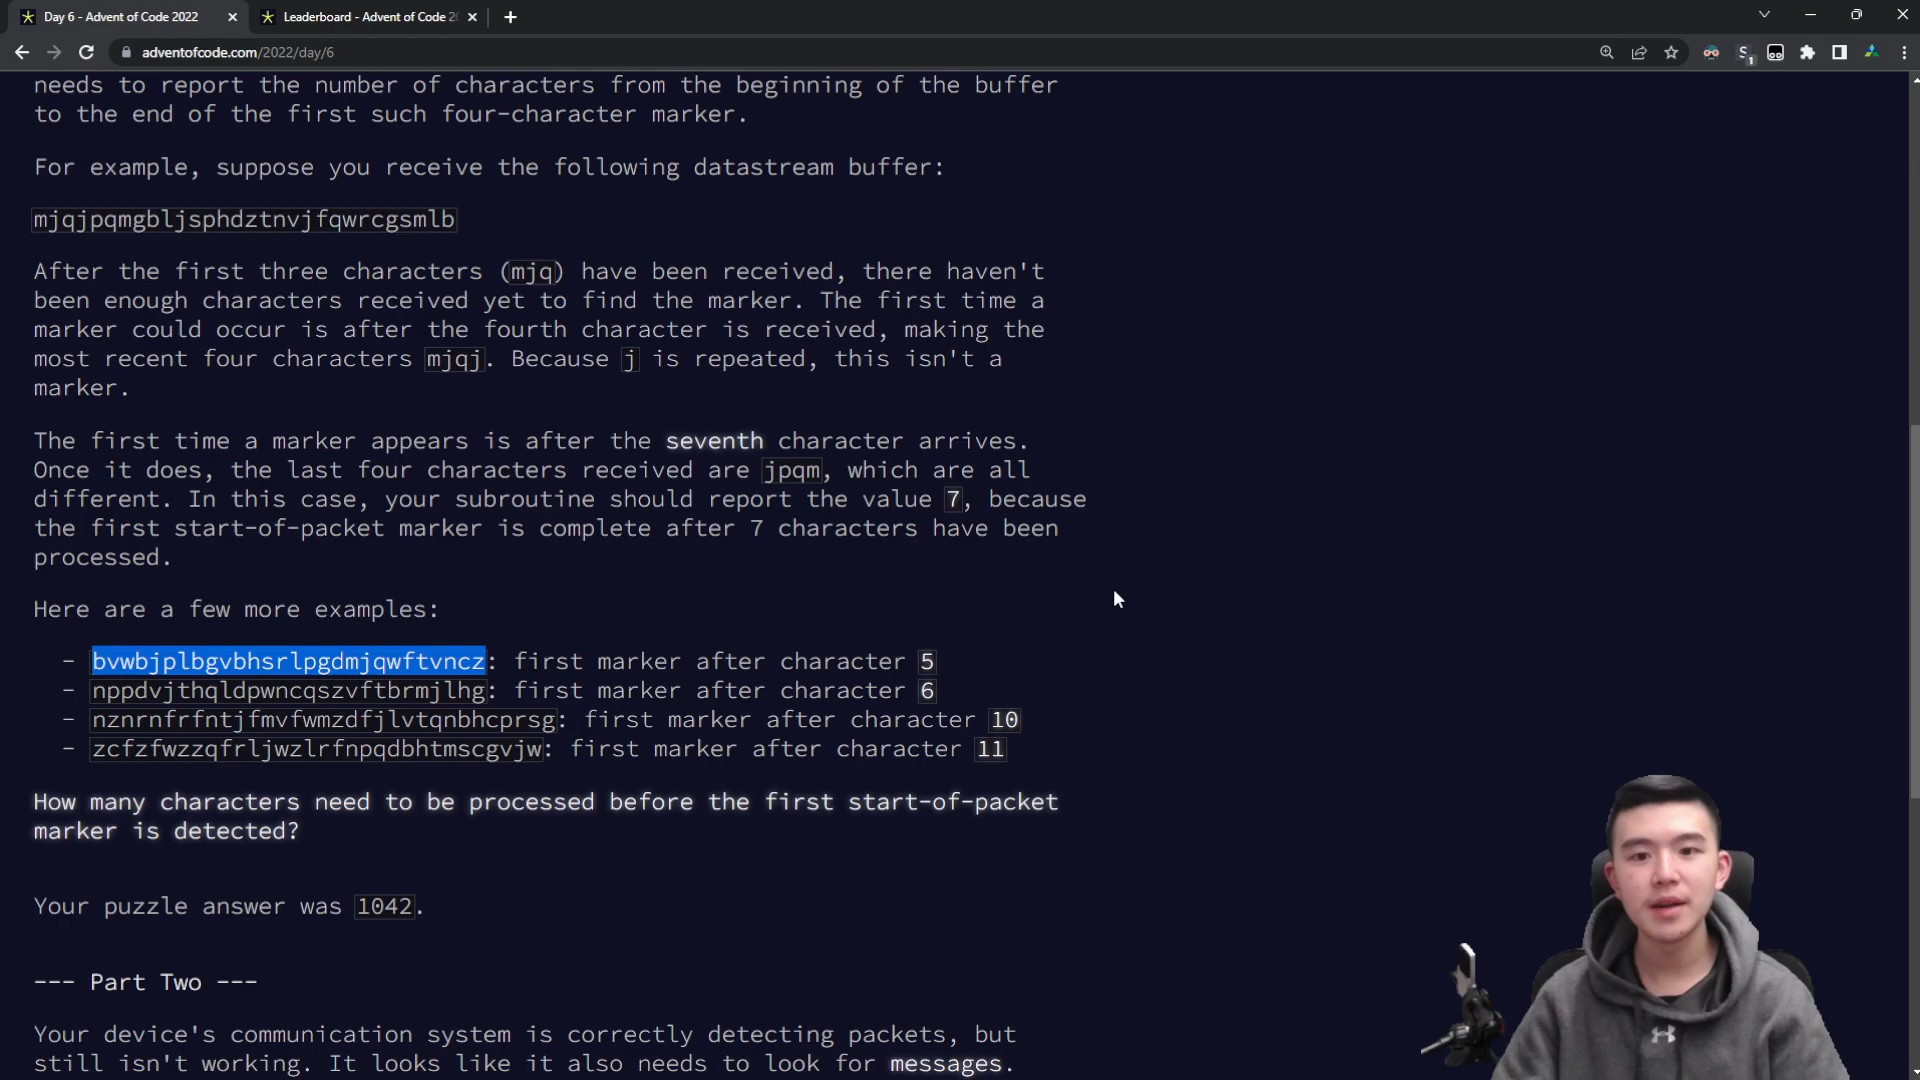 Day 6 - Advent of Code 2022
Leaderboard - Advent of Code 20
adventofcode.com/2022/day/6
needs to report the number of characters from the beginning of the buffer
to the end of the first such four-character marker.
For example, suppose you receive the following datastream buffer:
mjqjpqmgbljsphdztnvjfqwrcgsmlb
After the first three characters (mjq) have been received, there haven't
been enough characters received yet to find the marker. The first time a
marker could occur is after the fourth character is received, making the
most recent four characters mjqj. Because j is repeated, this isn't a
marker.
The first time a marker appears is after the seventh character arrives.
Once it does, the last four characters received are jpqm, which are all
different. In this case, your subroutine should report the value 7, because
the first start-of-packet marker is complete after 7 characters have been
processed.
Here are a few more examples:
- bvwbjplbgvbhsrlpgdmjqwftvncz: first marker after character 5
- nppdvjthqldpwncqszvftbrmjlhg: first marker after character 6
- nznrnfrfntjfmvfwmzdfjlvtqnbhcprsg: first marker after character 10
- zcfzfwzzqfrljwzlrfnpqdbhtmscgvjw: first marker after character 11
How many characters need to be processed before the first start-of-packet
marker is detected?
Your puzzle answer was 1042.
--- Part Two ---
Your device's communication system is correctly detecting packets, but
still isn't working. It looks like it also needs to look for messages.